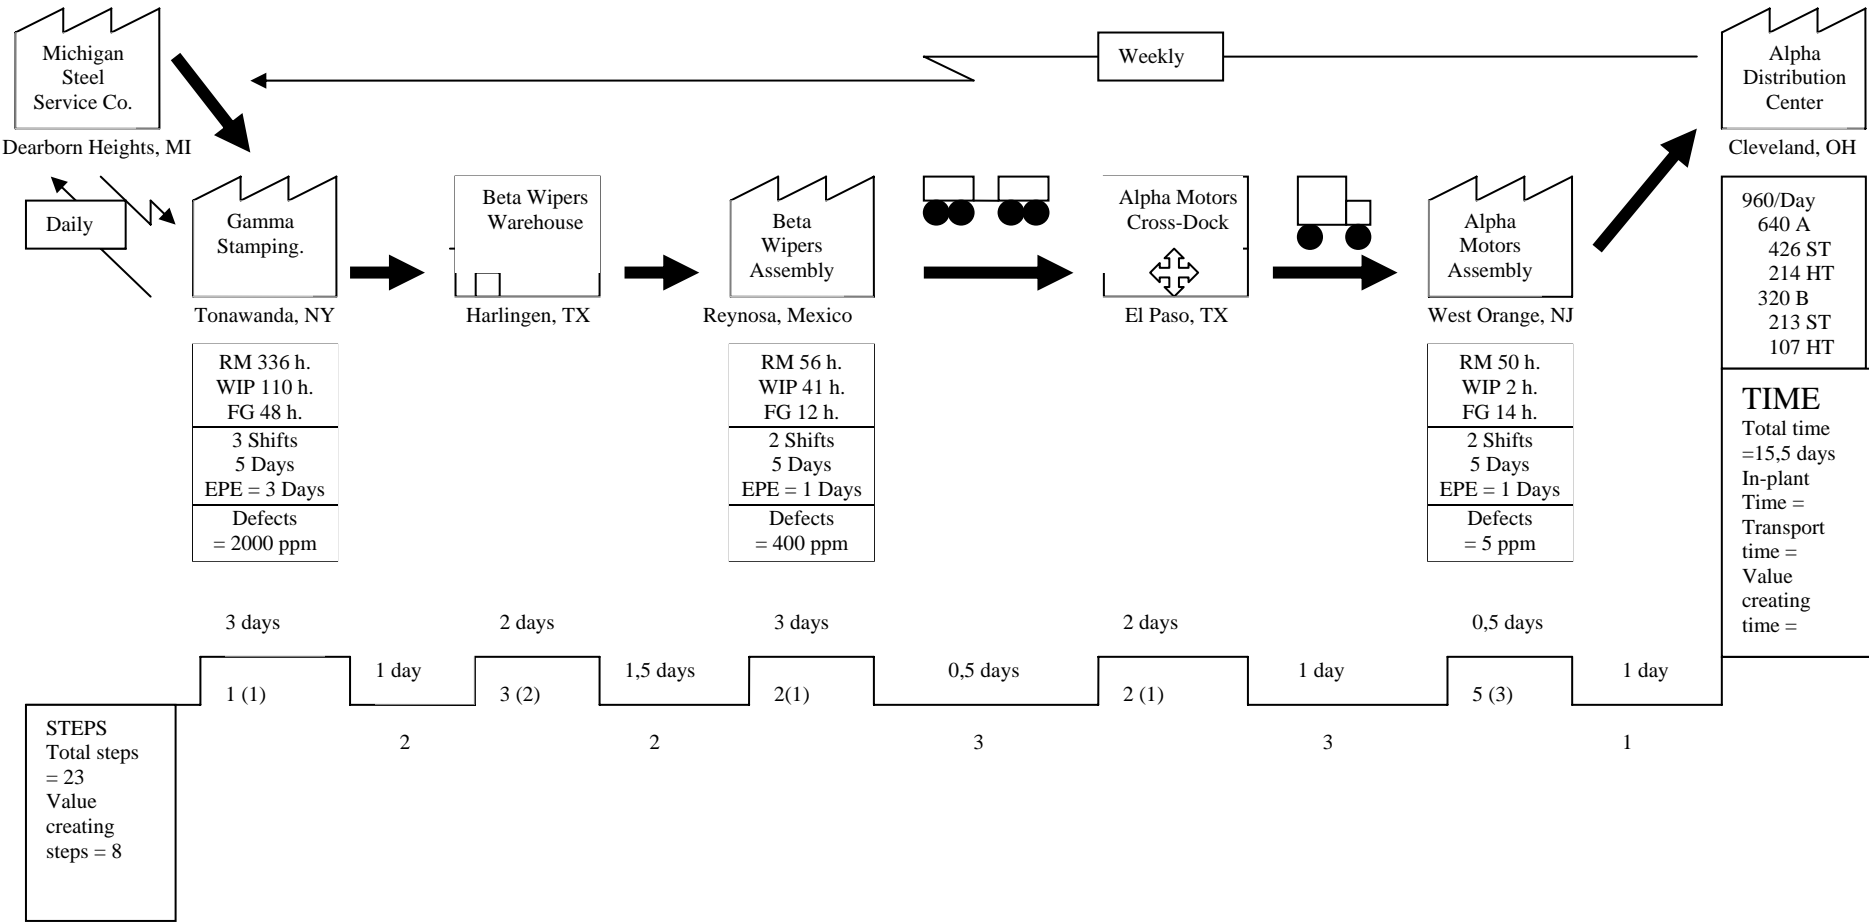 Michigan
Steel
Service Co.
Dearborn Heights, MI
Weekly
Alpha
Distribution
Center
Cleveland, OH
Daily
Gamma
Stamping.
Tonawanda, NY
Beta Wipers
Warehouse
Harlingen, TX
Beta
Wipers
Assembly
Reynosa, Mexico
Alpha Motors
Cross-Dock
El Paso, TX
Alpha
Motors
Assembly
West Orange, NJ
960/Day
640 A
426 ST
214 HT
320 B
213 ST
107 HT
RM 336 h.
WIP 110 h.
FG 48 h.
3 Shifts
5 Days
EPE = 3 Days
Defects
= 2000 ppm
RM 56 h.
WIP 41 h.
FG 12 h.
2 Shifts
5 Days
EPE = 1 Days
Defects
= 400 ppm
RM 50 h.
WIP 2 h.
FG 14 h.
2 Shifts
5 Days
EPE = 1 Days
Defects
= 5 ppm
TIME
Total time
=15,5 days
In-plant
Time =
Transport
time =
Value
creating
time =
3 days
2 days
3 days
2 days
0,5 days
1 day
1,5 days
0,5 days
1 day
1 day
1 (1)
3 (2)
2(1)
2 (1)
5 (3)
2
2
3
3
1
STEPS
Total steps
= 23
Value
creating
steps = 8